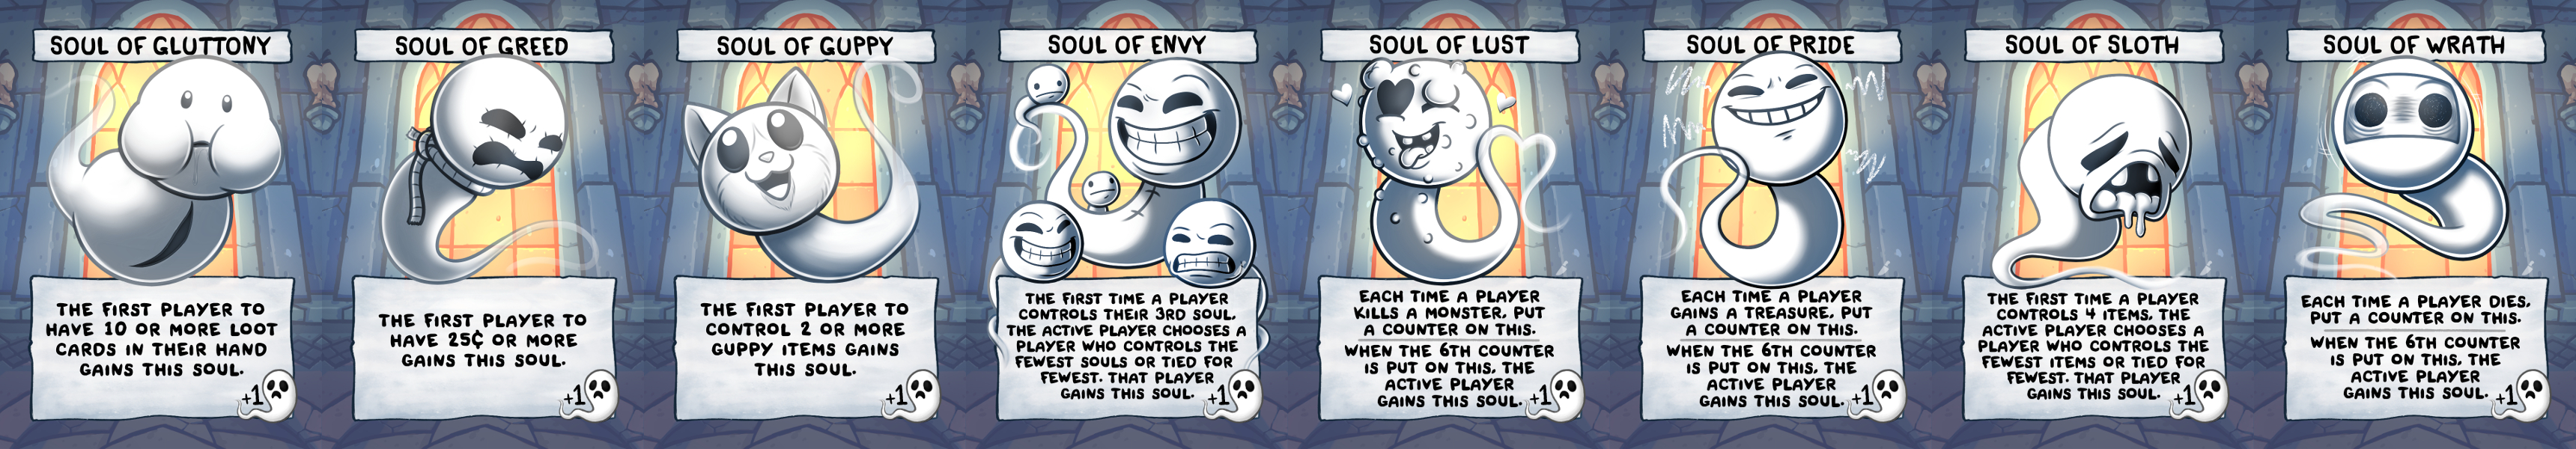 SOUL OF GLUTTONY
THE FIRST PLAYER TO
HAVE 10 OR MORE LOOT
CARDS IN THEIR HAND
GAINS THIS SOUL.
+1
SOUL OF GREED
THE FIRST PLAYER TO
HAVE 25¢ OR MORE
GAINS THIS SOUL.
+1
SOUL OF GUPPY
THE FIRST PLAYER TO
CONTROL 2 OR MORE
GUPPY ITEMS GAINS
THIS SOUL.
+1
SOUL OF ENVY
THE FIRST TIME A PLAYER
CONTROLS THEIR 3RD SOUL,
THE ACTIVE PLAYER CHOOSES A
PLAYER WHO CONTROLS THE
FEWEST SOULS OR TIED FOR
FEWEST. THAT PLAYER
GAINS THIS SOUL.
+1
SOUL OF LUST
EACH TIME A PLAYER
KILLS A MONSTER, PUT
A COUNTER ON THIS.
WHEN THE 6TH COUNTER
IS PUT ON THIS, THE
ACTIVE PLAYER
GAINS THIS SOUL.
+1
SOUL OF PRIDE
EACH TIME A PLAYER
GAINS A TREASURE, PUT
A COUNTER ON THIS.
WHEN THE 6TH COUNTER
IS PUT ON THIS, THE
ACTIVE PLAYER
GAINS THIS SOUL.
+1
SOUL OF SLOTH
THE FIRST TIME A PLAYER
CONTROLS 4 ITEMS, THE
ACTIVE PLAYER CHOOSES A
PLAYER WHO CONTROLS THE
FEWEST ITEMS OR TIED FOR
FEWEST. THAT PLAYER
GAINS THIS SOUL.
+1
SOUL OF WRATH
EACH TIME A PLAYER DIES,
PUT A COUNTER ON THIS.
WHEN THE 6TH COUNTER
IS PUT ON THIS, THE
ACTIVE PLAYER
GAINS THIS SOUL.
+1